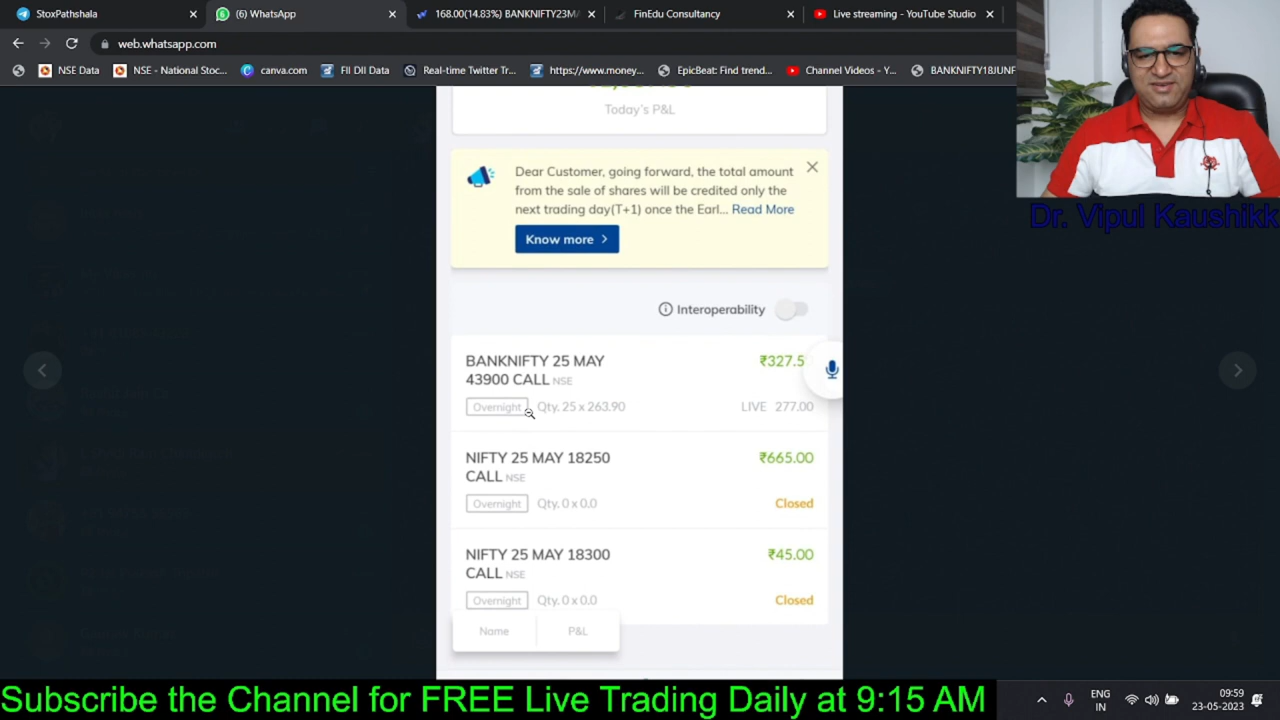 StoxPathshala
(6) WhatsApp
168.00(14.83%) BANKNIFTY23M
FinEdu Consultancy
Live streaming - YouTube Studio
web.whatsapp.com
NSE Data
NSE - National Stoc...
canva.com
FII DII Data
Real-time Twitter Tr...
https://www.money...
EpicBeat: Find trend...
Channel Videos - Y...
BANKNIFTY18JUNF
Today's P&L
Dear Customer, going forward, the total amount
from the sale of shares will be credited only the
next trading day(T+1) once the Earl... Read More
Know more >
Interoperability
BANKNIFTY 25 MAY ₹327.5
43900 CALL NSE
Overnight Qty. 25 x 263.90 LIVE 277.00
NIFTY 25 MAY 18250 ₹665.00
CALL NSE
Overnight Qty. 0 x 0.0 Closed
NIFTY 25 MAY 18300 ₹45.00
CALL NSE
Overnight Qty. 0 x 0.0 Closed
Name P&L
Dr. Vipul Kaushikk
Subscribe the Channel for FREE Live Trading Daily at 9:15 AM
ENG
IN
09:59
23-05-2023